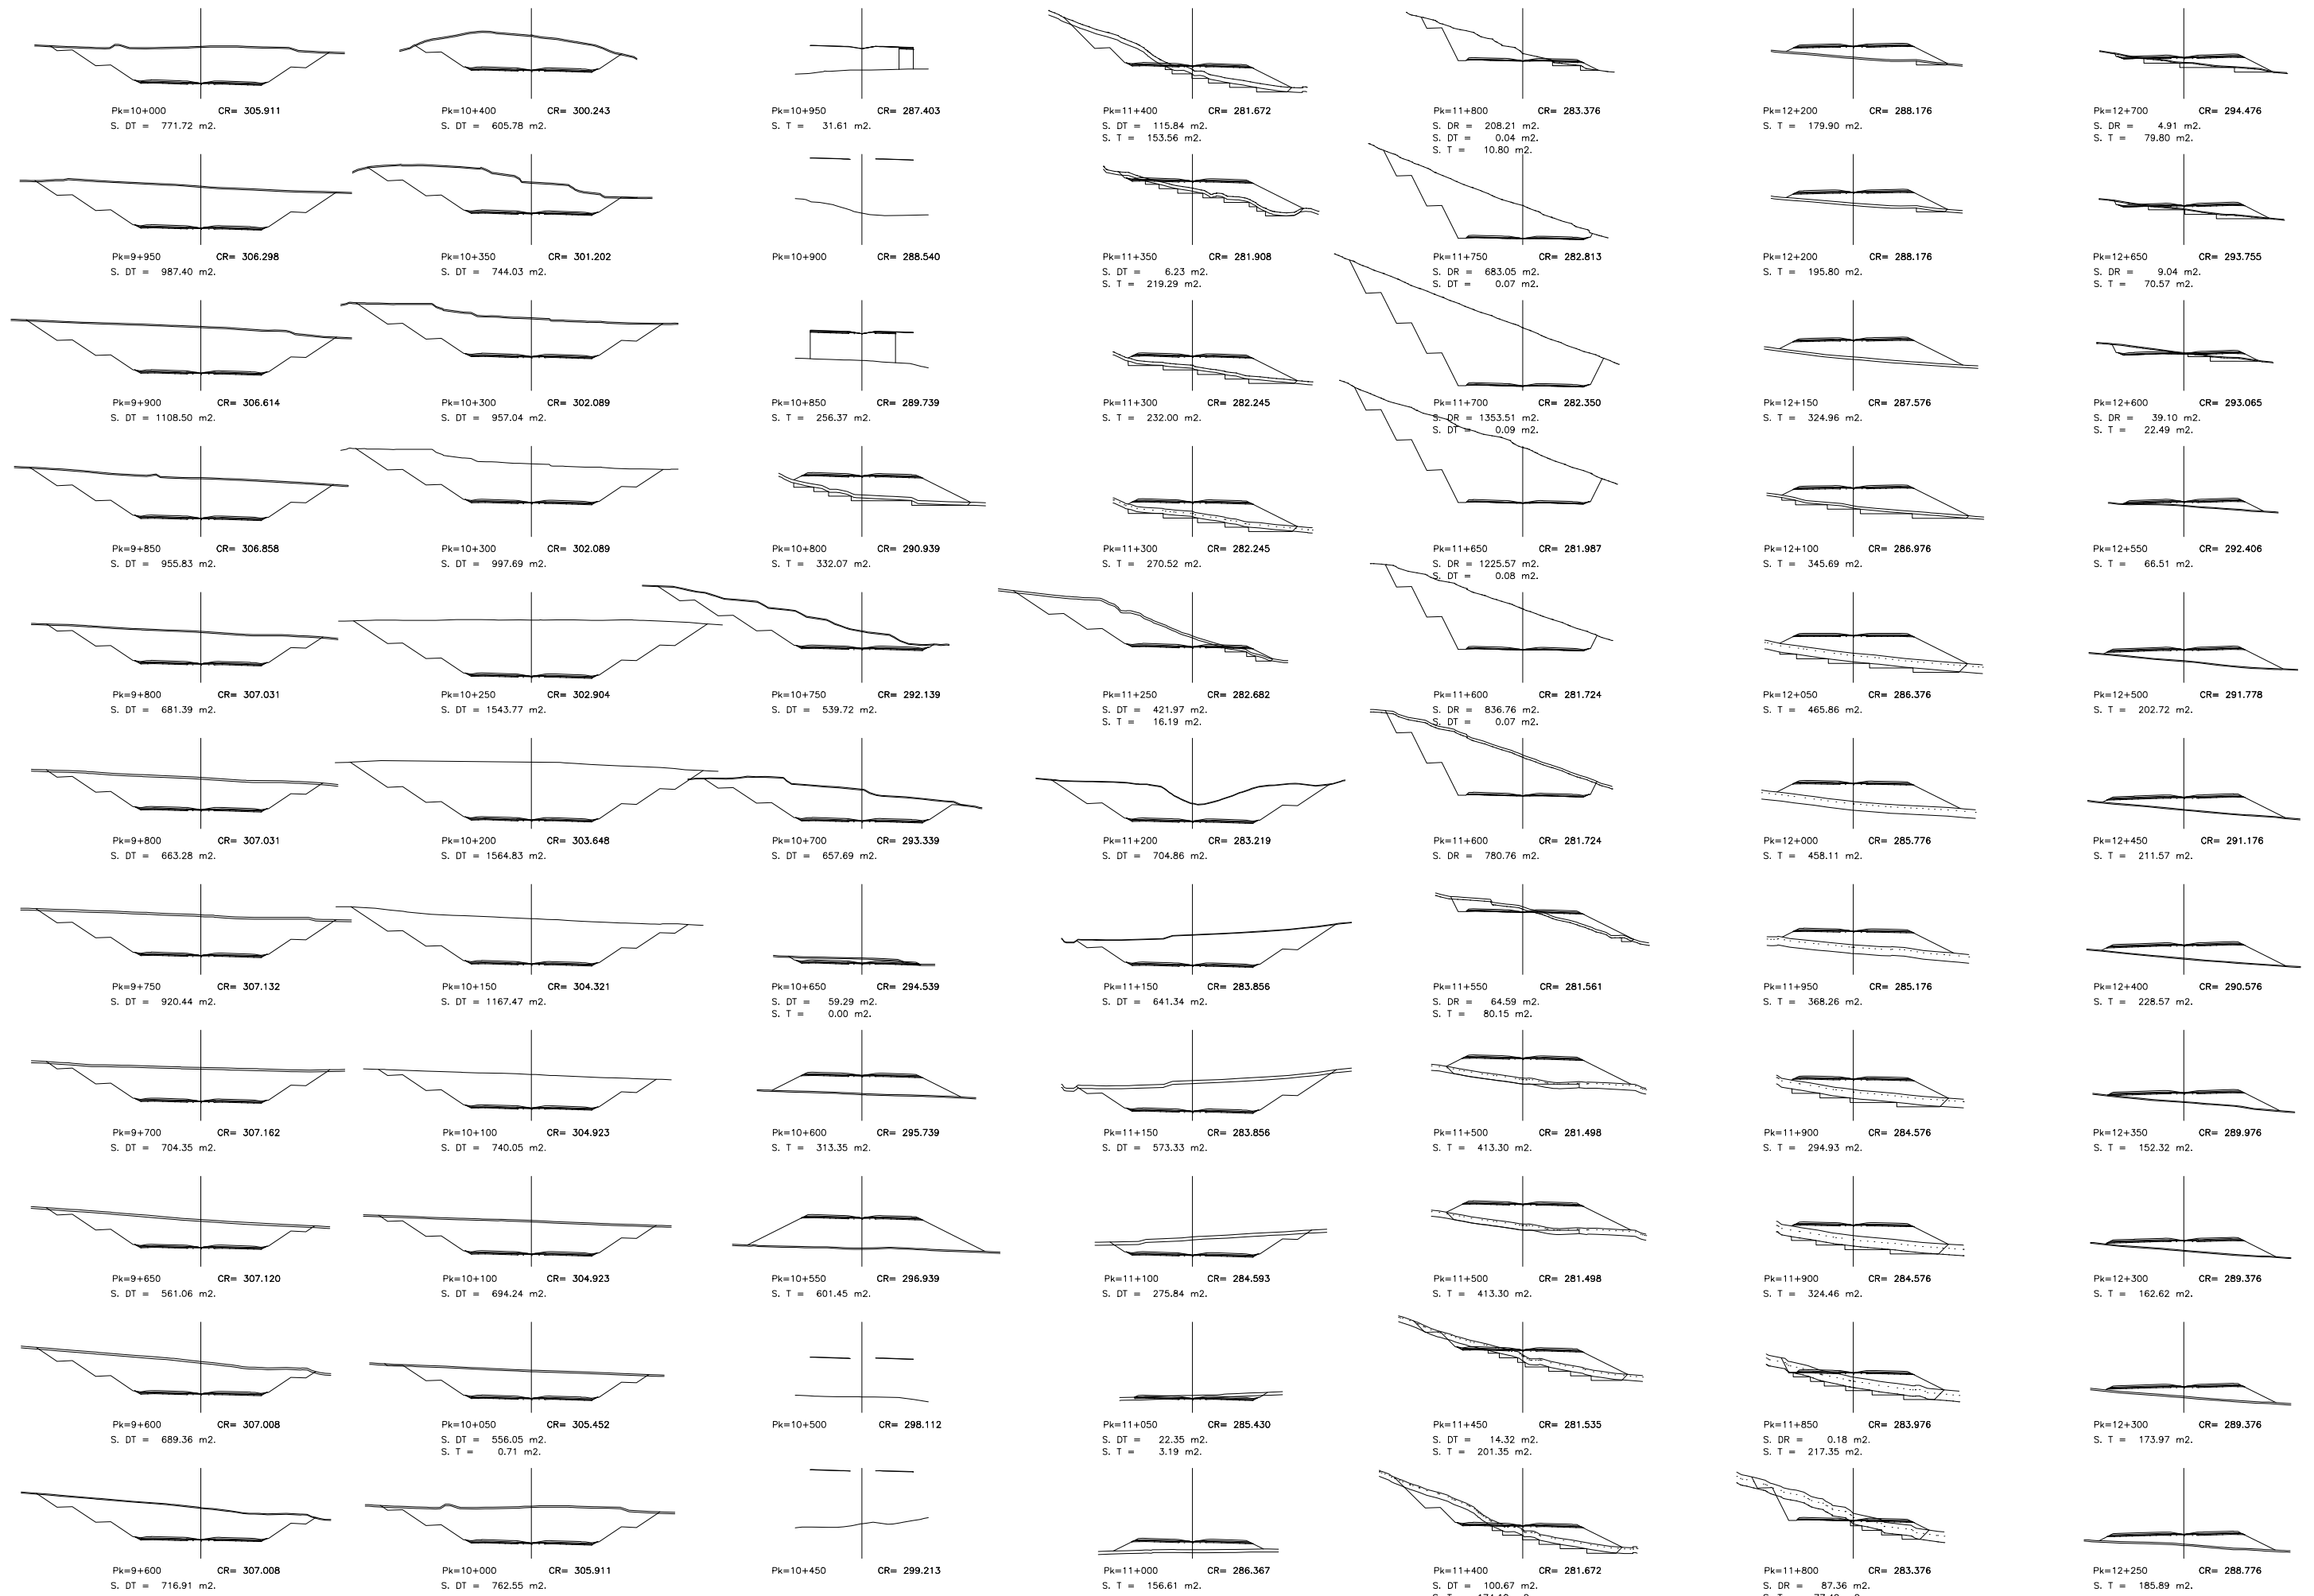 Pk=10+000 CR= 305.911
S. DT = 771.72 m2.
Pk=9+950 CR= 306.298
S. DT = 987.40 m2.
Pk=9+900 CR= 306.614
S. DT = 1108.50 m2.
Pk=9+850 CR= 306.858
S. DT = 955.83 m2.
Pk=9+800 CR= 307.031
S. DT = 681.39 m2.
Pk=9+800 CR= 307.031
S. DT = 663.28 m2.
Pk=9+750 CR= 307.132
S. DT = 920.44 m2.
Pk=9+700 CR= 307.162
S. DT = 704.35 m2.
Pk=9+650 CR= 307.120
S. DT = 561.06 m2.
Pk=9+600 CR= 307.008
S. DT = 689.36 m2.
Pk=9+600 CR= 307.008
S. DT = 716.91 m2.
Pk=10+400 CR= 300.243
S. DT = 605.78 m2.
Pk=10+350 CR= 301.202
S. DT = 744.03 m2.
Pk=10+300 CR= 302.089
S. DT = 957.04 m2.
Pk=10+300 CR= 302.089
S. DT = 997.69 m2.
Pk=10+250 CR= 302.904
S. DT = 1543.77 m2.
Pk=10+200 CR= 303.648
S. DT = 1564.83 m2.
Pk=10+150 CR= 304.321
S. DT = 1167.47 m2.
Pk=10+100 CR= 304.923
S. DT = 740.05 m2.
Pk=10+100 CR= 304.923
S. DT = 694.24 m2.
Pk=10+050 CR= 305.452
S. DT = 556.05 m2.
S. T = 0.71 m2.
Pk=10+000 CR= 305.911
S. DT = 762.55 m2.
Pk=10+950 CR= 287.403
S. T = 31.61 m2.
Pk=10+900 CR= 288.540
Pk=10+850 CR= 289.739
S. T = 256.37 m2.
Pk=10+800 CR= 290.939
S. T = 332.07 m2.
Pk=10+750 CR= 292.139
S. DT = 539.72 m2.
Pk=10+700 CR= 293.339
S. DT = 657.69 m2.
Pk=10+650 CR= 294.539
S. DT = 59.29 m2.
S. T = 0.00 m2.
Pk=10+600 CR= 295.739
S. T = 313.35 m2.
Pk=10+550 CR= 296.939
S. T = 601.45 m2.
Pk=10+500 CR= 298.112
Pk=10+450 CR= 299.213
Pk=11+400 CR= 281.672
S. DT = 115.84 m2.
S. T = 153.56 m2.
Pk=11+350 CR= 281.908
S. DT = 6.23 m2.
S. T = 219.29 m2.
Pk=11+300 CR= 282.245
S. T = 232.00 m2.
Pk=11+300 CR= 282.245
S. T = 270.52 m2.
Pk=11+250 CR= 282.682
S. DT = 421.97 m2.
S. T = 16.19 m2.
Pk=11+200 CR= 283.219
S. DT = 704.86 m2.
Pk=11+150 CR= 283.856
S. DT = 641.34 m2.
Pk=11+150 CR= 283.856
S. DT = 573.33 m2.
Pk=11+100 CR= 284.593
S. DT = 275.84 m2.
Pk=11+050 CR= 285.430
S. DT = 22.35 m2.
S. T = 3.19 m2.
Pk=11+000 CR= 286.367
S. T = 156.61 m2.
Pk=11+800 CR= 283.376
S. DR = 208.21 m2.
S. DT = 0.04 m2.
S. T = 10.80 m2.
Pk=11+750 CR= 282.813
S. DR = 683.05 m2.
S. DT = 0.07 m2.
Pk=11+700 CR= 282.350
S. DR = 1353.51 m2.
S. DT = 0.09 m2.
Pk=11+650 CR= 281.987
S. DR = 1225.57 m2.
S. DT = 0.08 m2.
Pk=11+600 CR= 281.724
S. DR = 836.76 m2.
S. DT = 0.07 m2.
Pk=11+600 CR= 281.724
S. DR = 780.76 m2.
Pk=11+550 CR= 281.561
S. DR = 64.59 m2.
S. T = 80.15 m2.
Pk=11+500 CR= 281.498
S. T = 413.30 m2.
Pk=11+500 CR= 281.498
S. T = 413.30 m2.
Pk=11+450 CR= 281.535
S. DT = 14.32 m2.
S. T = 201.35 m2.
Pk=11+400 CR= 281.672
S. DT = 100.67 m2.
Pk=12+200 CR= 288.176
S. T = 179.90 m2.
Pk=12+200 CR= 288.176
S. T = 195.80 m2.
Pk=12+150 CR= 287.576
S. T = 324.96 m2.
Pk=12+100 CR= 286.976
S. T = 345.69 m2.
Pk=12+050 CR= 286.376
S. T = 465.86 m2.
Pk=12+000 CR= 285.776
S. T = 458.11 m2.
Pk=11+950 CR= 285.176
S. T = 368.26 m2.
Pk=11+900 CR= 284.576
S. T = 294.93 m2.
Pk=11+900 CR= 284.576
S. T = 324.46 m2.
Pk=11+850 CR= 283.976
S. DR = 0.18 m2.
S. T = 217.35 m2.
Pk=11+800 CR= 283.376
S. DR = 87.36 m2.
Pk=12+700 CR= 294.476
S. DR = 4.91 m2.
S. T = 79.80 m2.
Pk=12+650 CR= 293.755
S. DR = 9.04 m2.
S. T = 70.57 m2.
Pk=12+600 CR= 293.065
S. DR = 39.10 m2.
S. T = 22.49 m2.
Pk=12+550 CR= 292.406
S. T = 66.51 m2.
Pk=12+500 CR= 291.778
S. T = 202.72 m2.
Pk=12+450 CR= 291.176
S. T = 211.57 m2.
Pk=12+400 CR= 290.576
S. T = 228.57 m2.
Pk=12+350 CR= 289.976
S. T = 152.32 m2.
Pk=12+300 CR= 289.376
S. T = 162.62 m2.
Pk=12+300 CR= 289.376
S. T = 173.97 m2.
Pk=12+250 CR= 288.776
S. T = 185.89 m2.